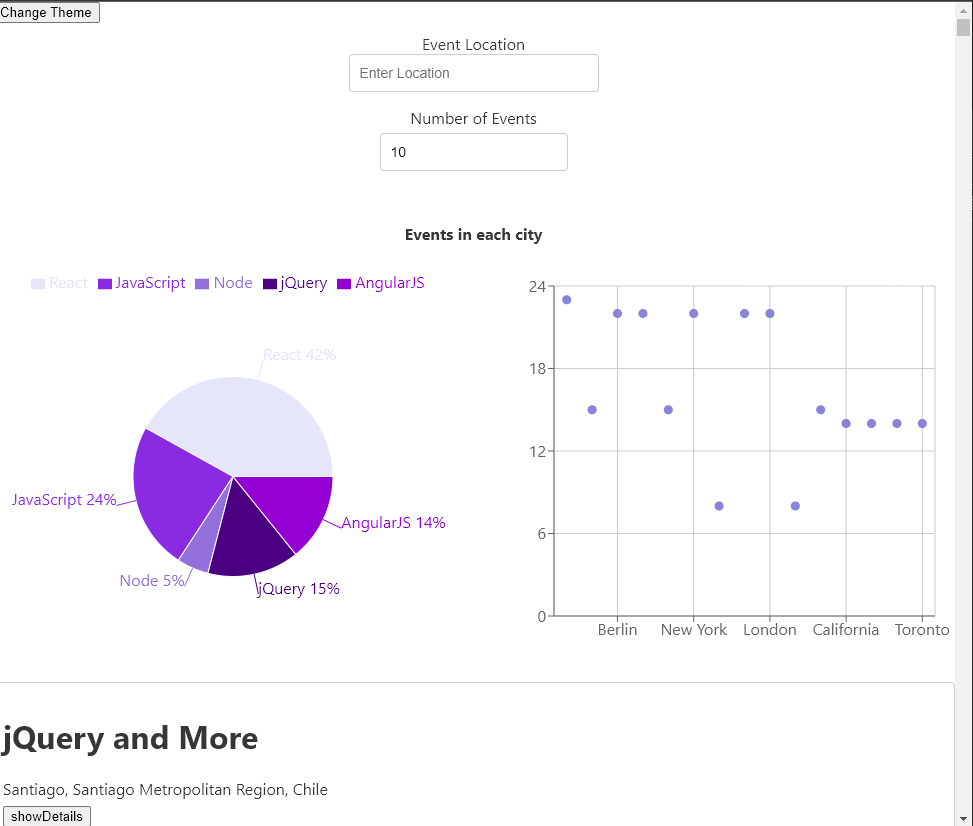 Change Theme
Event Location
Enter Location
Number of Events
10
Events in each city
React JavaScript Node jQuery AngularJS
React 42%
JavaScript 24%
AngularJS 14%
Node 5%
jQuery 15%
24
18
12
6
0
Berlin New York London California Toronto
jQuery and More
Santiago, Santiago Metropolitan Region, Chile
showDetails